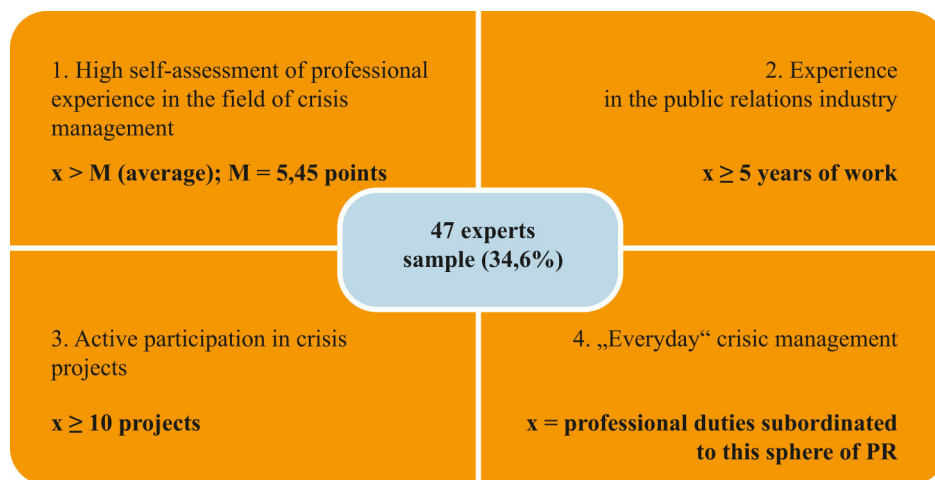 1. High self-assessment of professional
experience in the field of crisis
management
x > M (average); M = 5,45 points
2. Experience
in the public relations industry
x ≥ 5 years of work
47 experts
sample (34,6%)
3. Active participation in crisis
projects
x ≥ 10 projects
4. „Everyday“ crisic management
x = professional duties subordinated
to this sphere of PR